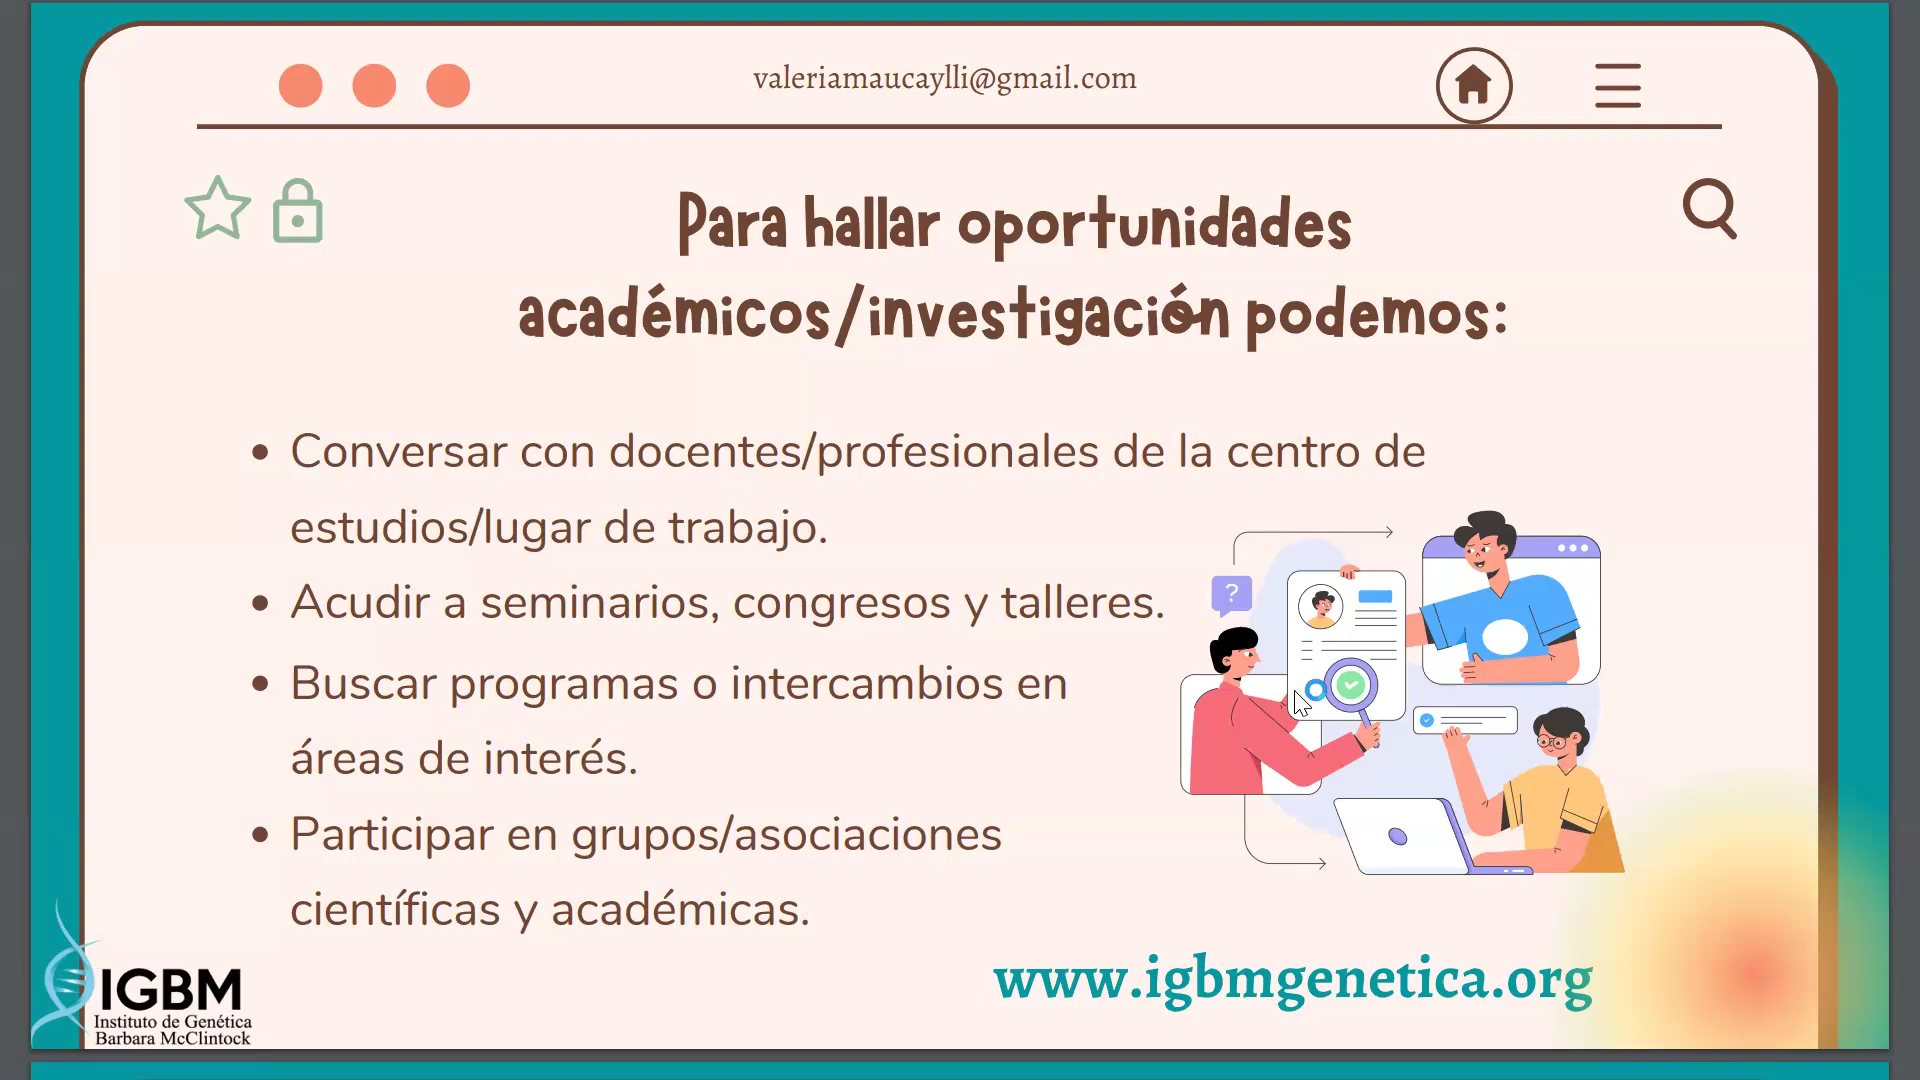 valeriamaucaylli@gmail.com
Para hallar oportunidades
académicos/investigación podemos:
• Conversar con docentes/profesionales de la centro de
estudios/lugar de trabajo.
• Acudir a seminarios, congresos y talleres.
• Buscar programas o intercambios en
áreas de interés.
• Participar en grupos/asociaciones
científicas y académicas.
?
www.igbmgenetica.org
IGBM
Instituto de Genética
Barbara McClintock